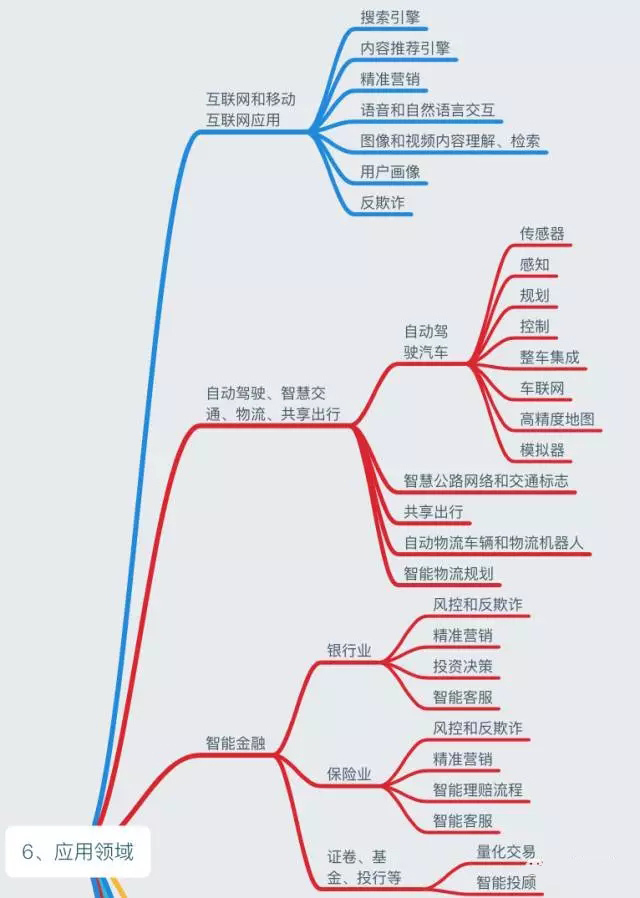 搜索引擎
内容推荐引擎
精准营销
互联网和移动
互联网应用
语音和自然语言交互
图像和视频内容理解、检索
用户画像
反欺诈
传感器
感知
规划
自动驾
驶汽车
控制
整车集成
车联网
高精度地图
模拟器
自动驾驶、智慧交
通、物流、共享出行
智慧公路网络和交通标志
共享出行
自动物流车辆和物流机器人
智能物流规划
风控和反欺诈
银行业
精准营销
投资决策
智能客服
智能金融
风控和反欺诈
保险业
精准营销
智能理赔流程
智能客服
证卷、基
金、投行等
量化交易
智能投顾
6、应用领域